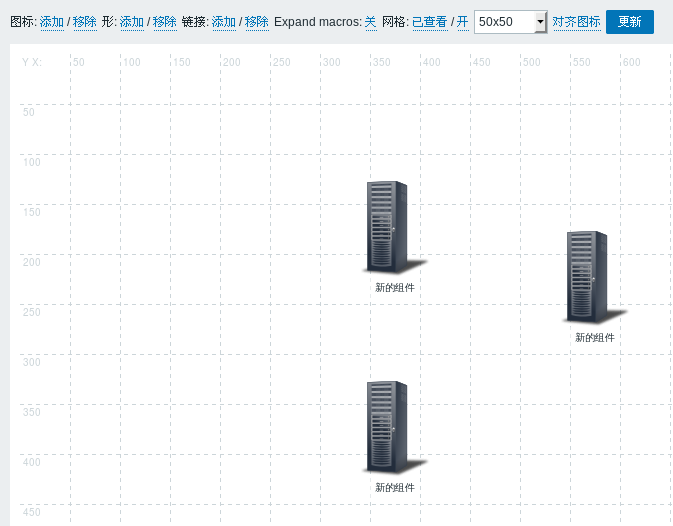 图标: 添加 / 移除 形: 添加 / 移除 链接: 添加 / 移除 Expand macros: 关 网格: 已查看 / 开 50x50 对齐图标 更新
Y X: 50 100 150 200 250 300 350 400 450 500 550 600
50
100
150
200
250
新的组件
300
新的组件
350
400
新的组件
450